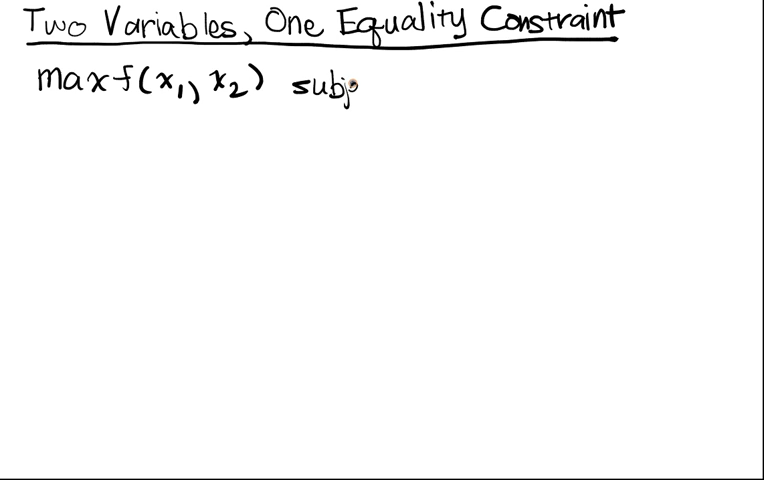 Two Variables, One Equality Constraint
max f(x₁, x₂) subj